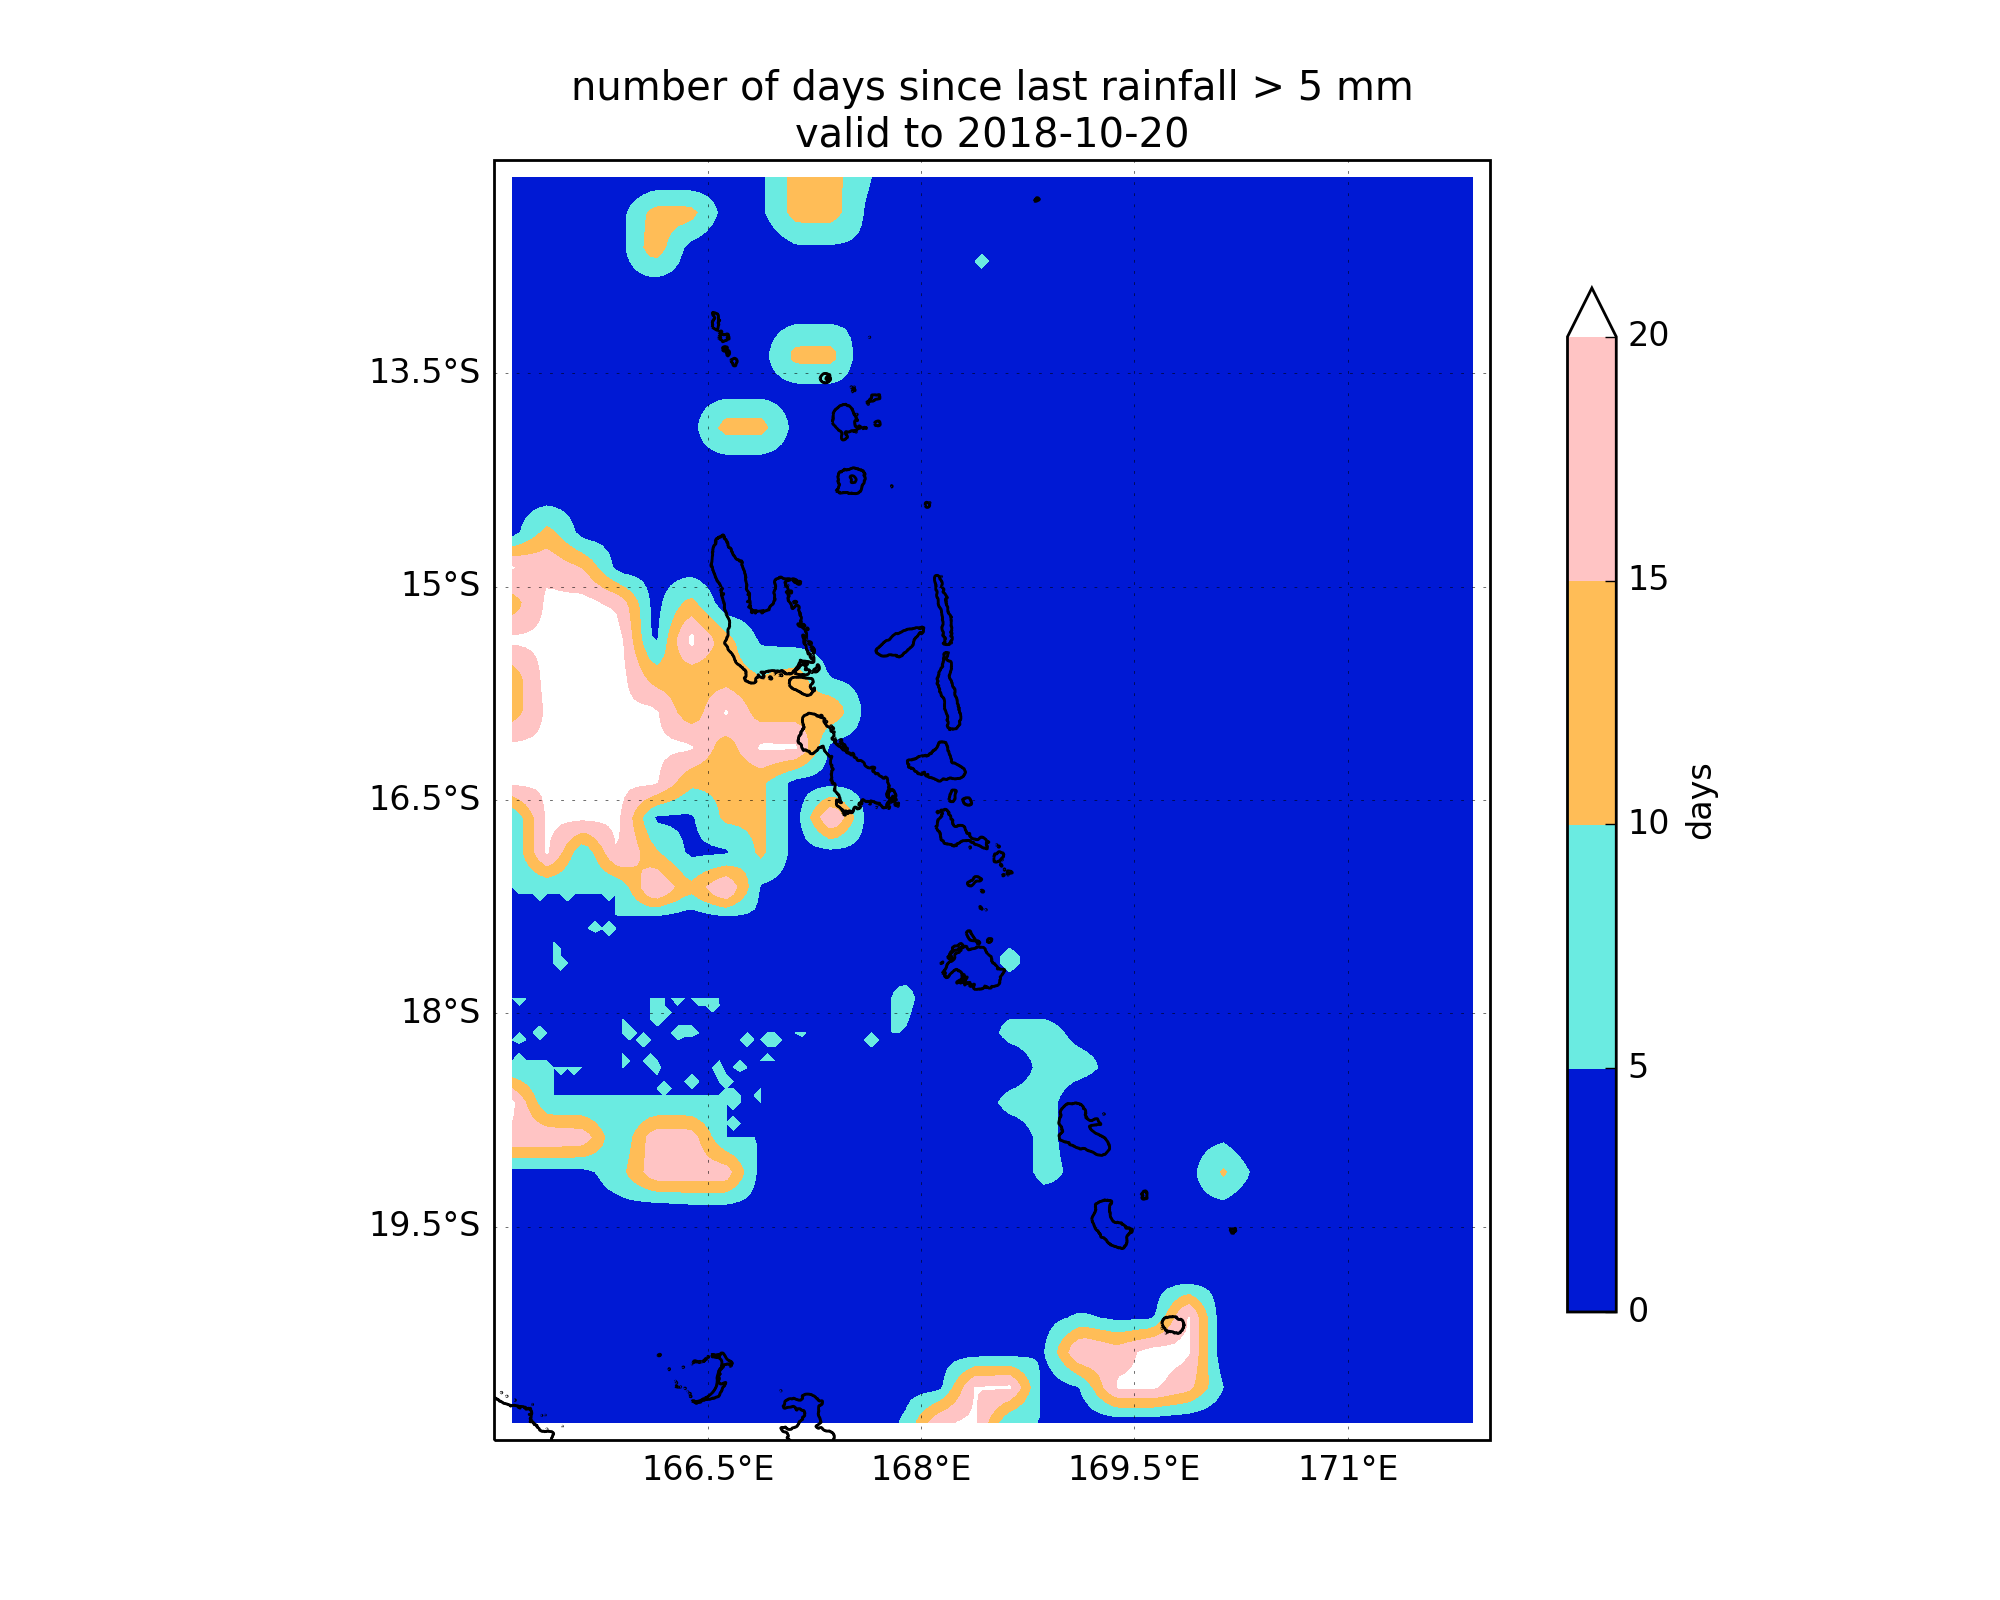 number of days since last rainfall > 5 mm
valid to 2018-10-20
13.5°S
15°S
16.5°S
18°S
19.5°S
166.5°E
168°E
169.5°E
171°E
20
15
10
5
0
days